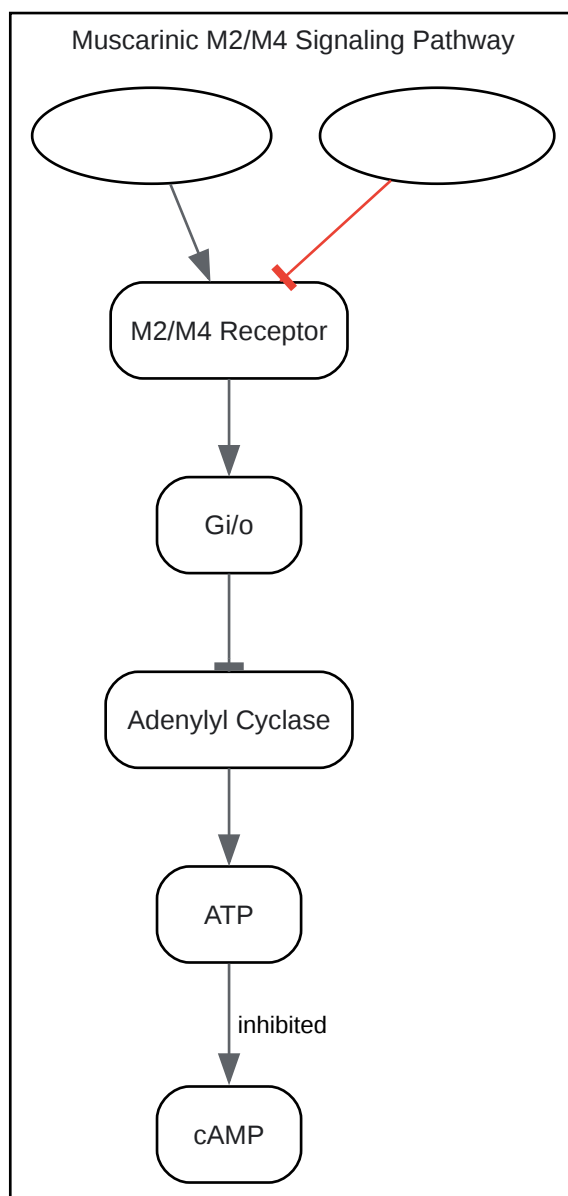 Muscarinic M2/M4 Signaling Pathway
M2/M4 Receptor
Gi/o
Adenylyl Cyclase
ATP
inhibited
cAMP